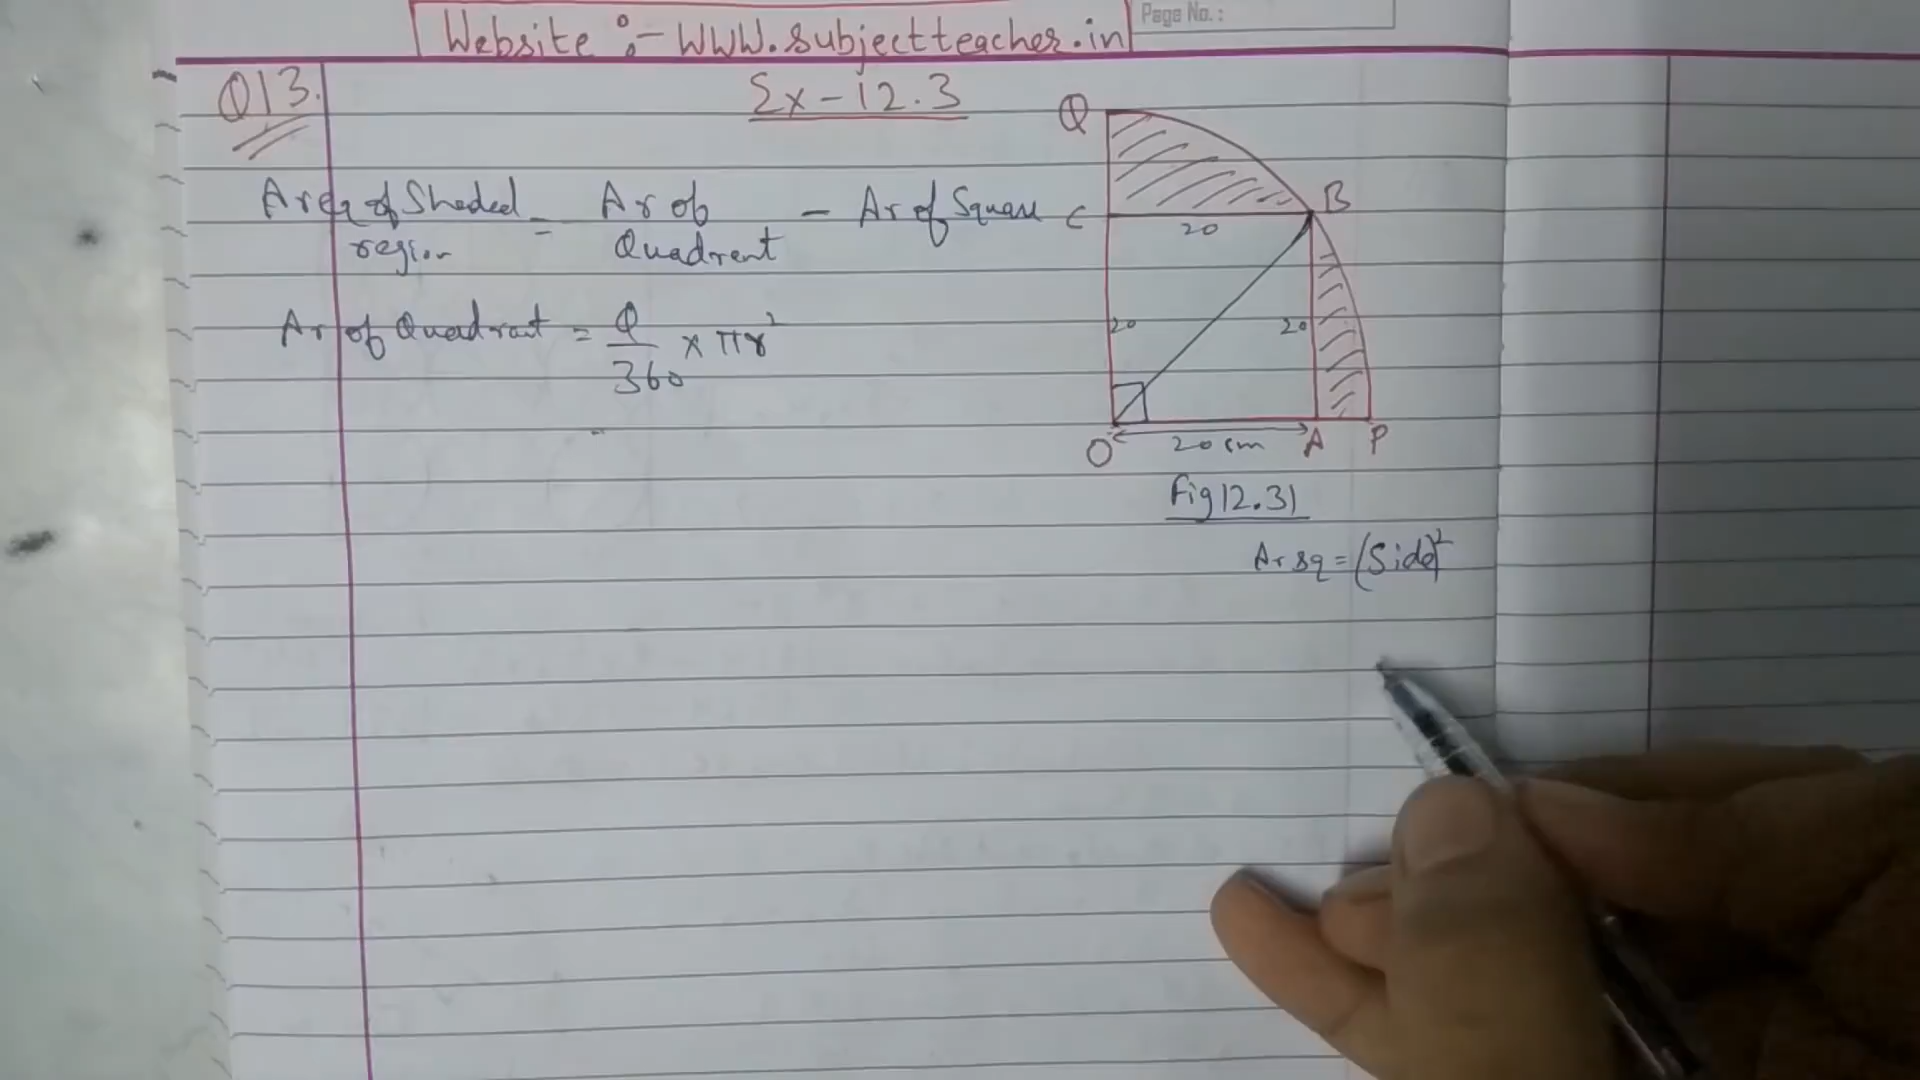 Page No. :
Website :- WWW.subjectteacher.in
Q13.
Ex-12.3
Area of Shaded region = Ar of Quadrent - Ar of Square
Ar of Quadrant = Q/360 × πr²
Q
B
C
20
20
20
O
20 cm
A
P
Fig 12.31
Ar sq = (Side)²